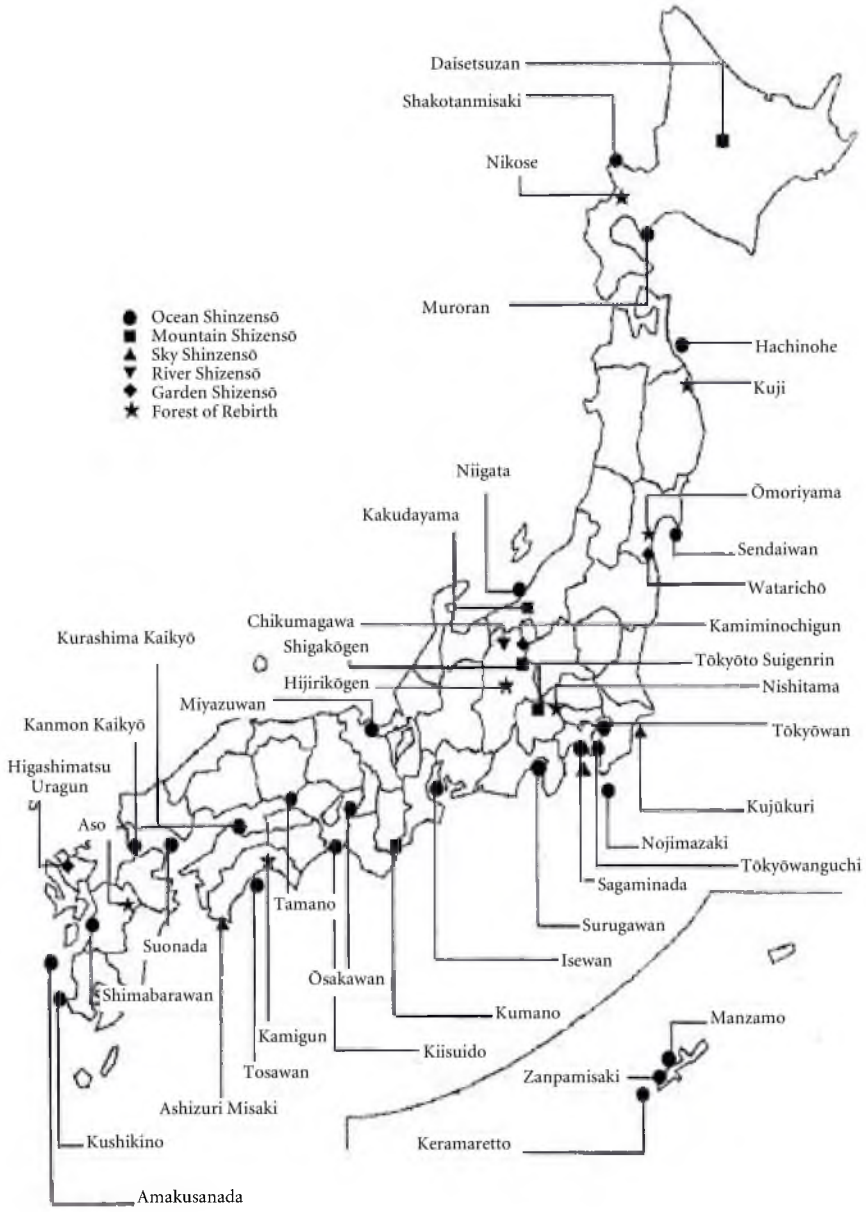 Daisetsuzan
Shakotanmisaki
Nikose
Muroran
Ocean Shinzensō
Mountain Shizensō
Sky Shinzensō
River Shizensō
Garden Shizensō
Forest of Rebirth
Hachinohe
Kuji
Niigata
Ōmoriyama
Kakudayama
Sendaiwan
Watarichō
Chikumagawa
Kamiminochigun
Kurashima Kaikyō
Shigakōgen
Tōkyōto Suigenrin
Hijirikōgen
Nishitama
Miyazuwan
Kanmon Kaikyō
Tōkyōwan
Higashimatsu
Uragun
Aso
Kujūkuri
Nojimazaki
Tōkyōwanguchi
Sagaminada
Tamano
Surugawan
Suonada
Isewan
Ōsakawan
Shimabarawan
Kumano
Manzamo
Kamigun
Kiisuido
Tosawan
Zanpamisaki
Ashizuri Misaki
Kushikino
Keramaretto
Amakusanada